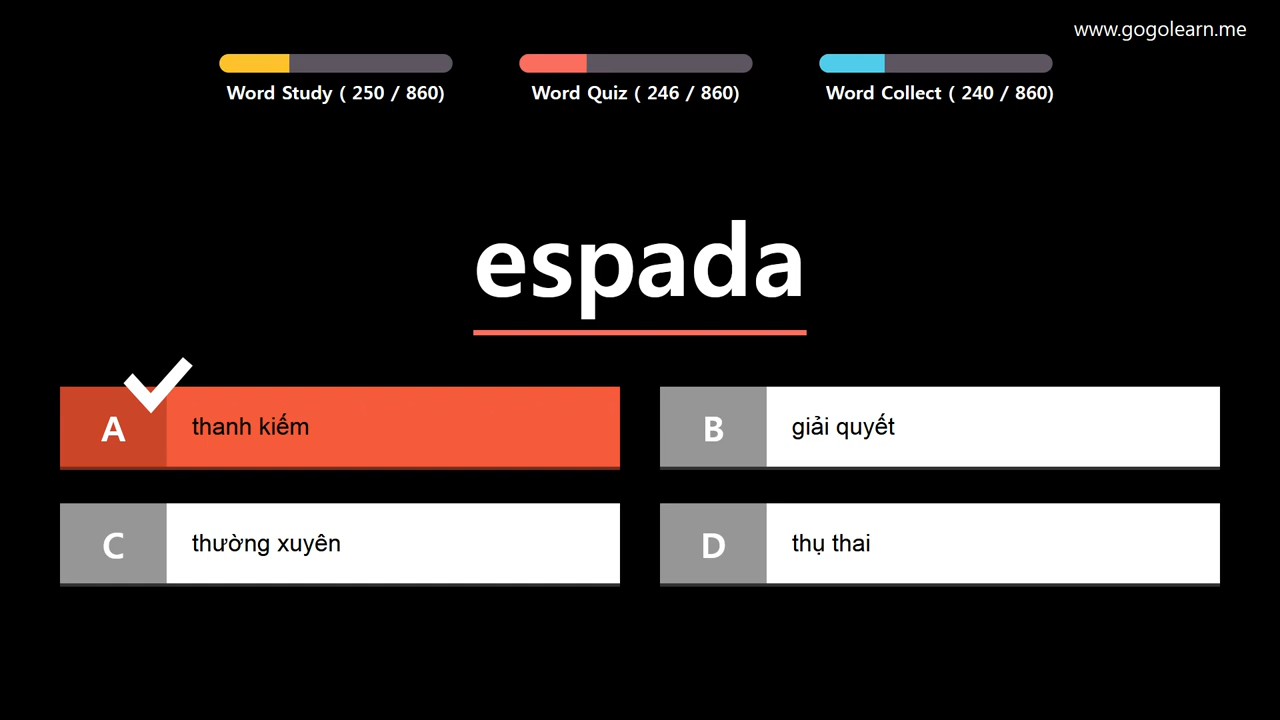 www.gogolearn.me
Word Study ( 250 / 860)
Word Quiz ( 246 / 860)
Word Collect ( 240 / 860)
espada
A
thanh kiếm
B
giải quyết
C
thường xuyên
D
thụ thai